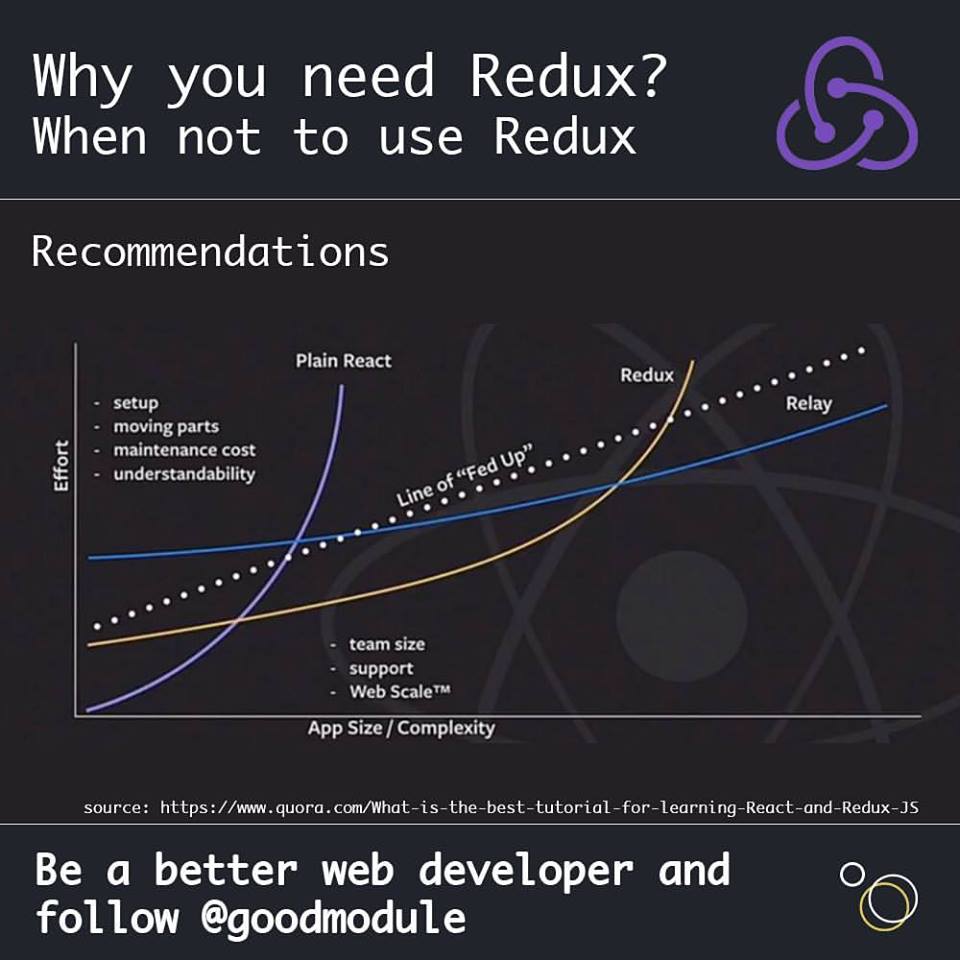 Why you need Redux?
When not to use Redux
Recommendations
Plain React
Redux
Relay
- setup
- moving parts
- maintenance cost
- understandability
Effort
Line of “Fed Up”
- team size
- support
- Web Scale™
App Size / Complexity
source: https://www.quora.com/What-is-the-best-tutorial-for-learning-React-and-Redux-JS
Be a better web developer and
follow @goodmodule